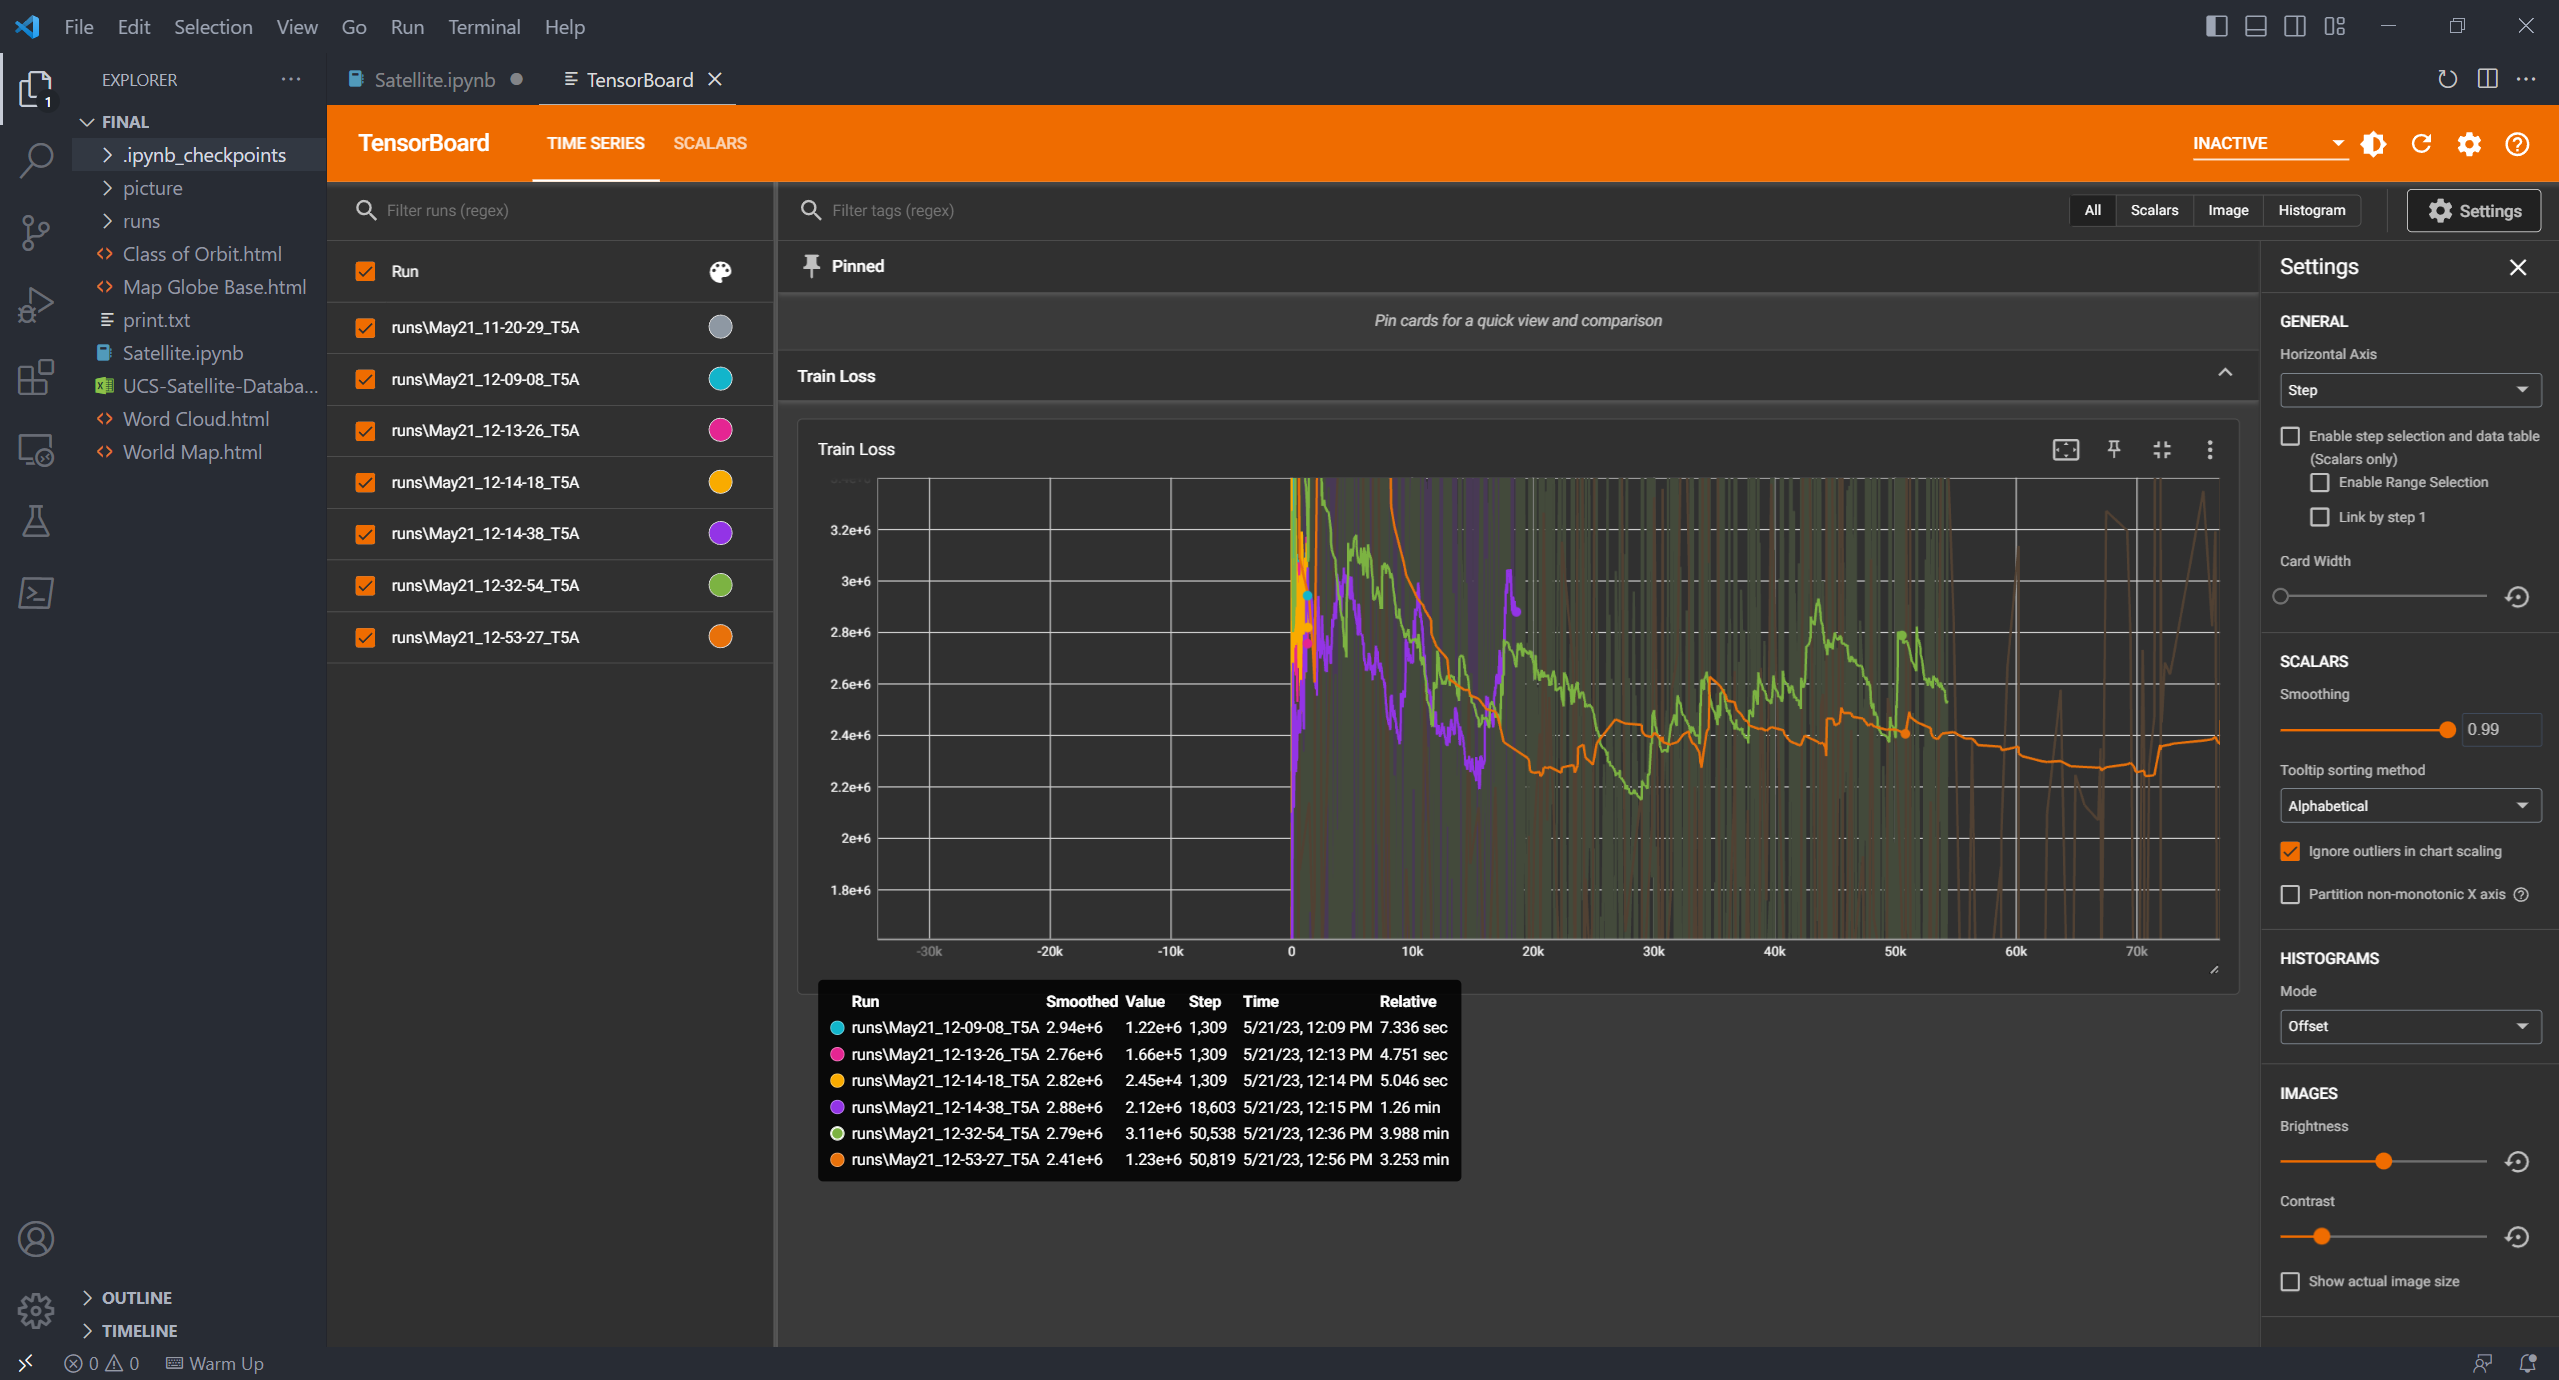 File Edit Selection View Go Run Terminal Help
EXPLORER
Satellite.ipynb
TensorBoard
1
FINAL
.ipynb_checkpoints
picture
runs
Class of Orbit.html
Map Globe Base.html
print.txt
Satellite.ipynb
UCS-Satellite-Databa...
Word Cloud.html
World Map.html
OUTLINE
TIMELINE
TensorBoard
TIME SERIES
SCALARS
INACTIVE
Filter runs (regex)
Run
runs\May21_11-20-29_T5A
runs\May21_12-09-08_T5A
runs\May21_12-13-26_T5A
runs\May21_12-14-18_T5A
runs\May21_12-14-38_T5A
runs\May21_12-32-54_T5A
runs\May21_12-53-27_T5A
Filter tags (regex)
All Scalars Image Histogram
Settings
Pinned
Pin cards for a quick view and comparison
Train Loss
Train Loss
3.2e+6
3e+6
2.8e+6
2.6e+6
2.4e+6
2.2e+6
2e+6
1.8e+6
-30k -20k -10k 0 10k 20k 30k 40k 50k 60k 70k
Run Smoothed Value Step Time Relative
runs\May21_12-09-08_T5A 2.94e+6 1.22e+6 1,309 5/21/23, 12:09 PM 7.336 sec
runs\May21_12-13-26_T5A 2.76e+6 1.66e+5 1,309 5/21/23, 12:13 PM 4.751 sec
runs\May21_12-14-18_T5A 2.82e+6 2.45e+4 1,309 5/21/23, 12:14 PM 5.046 sec
runs\May21_12-14-38_T5A 2.88e+6 2.12e+6 18,603 5/21/23, 12:15 PM 1.26 min
runs\May21_12-32-54_T5A 2.79e+6 3.11e+6 50,538 5/21/23, 12:36 PM 3.988 min
runs\May21_12-53-27_T5A 2.41e+6 1.23e+6 50,819 5/21/23, 12:56 PM 3.253 min
Settings
GENERAL
Horizontal Axis
Step
Enable step selection and data table
(Scalars only)
Enable Range Selection
Link by step 1
Card Width
SCALARS
Smoothing
0.99
Tooltip sorting method
Alphabetical
Ignore outliers in chart scaling
Partition non-monotonic X axis
HISTOGRAMS
Mode
Offset
IMAGES
Brightness
Contrast
Show actual image size
0 0 Warm Up